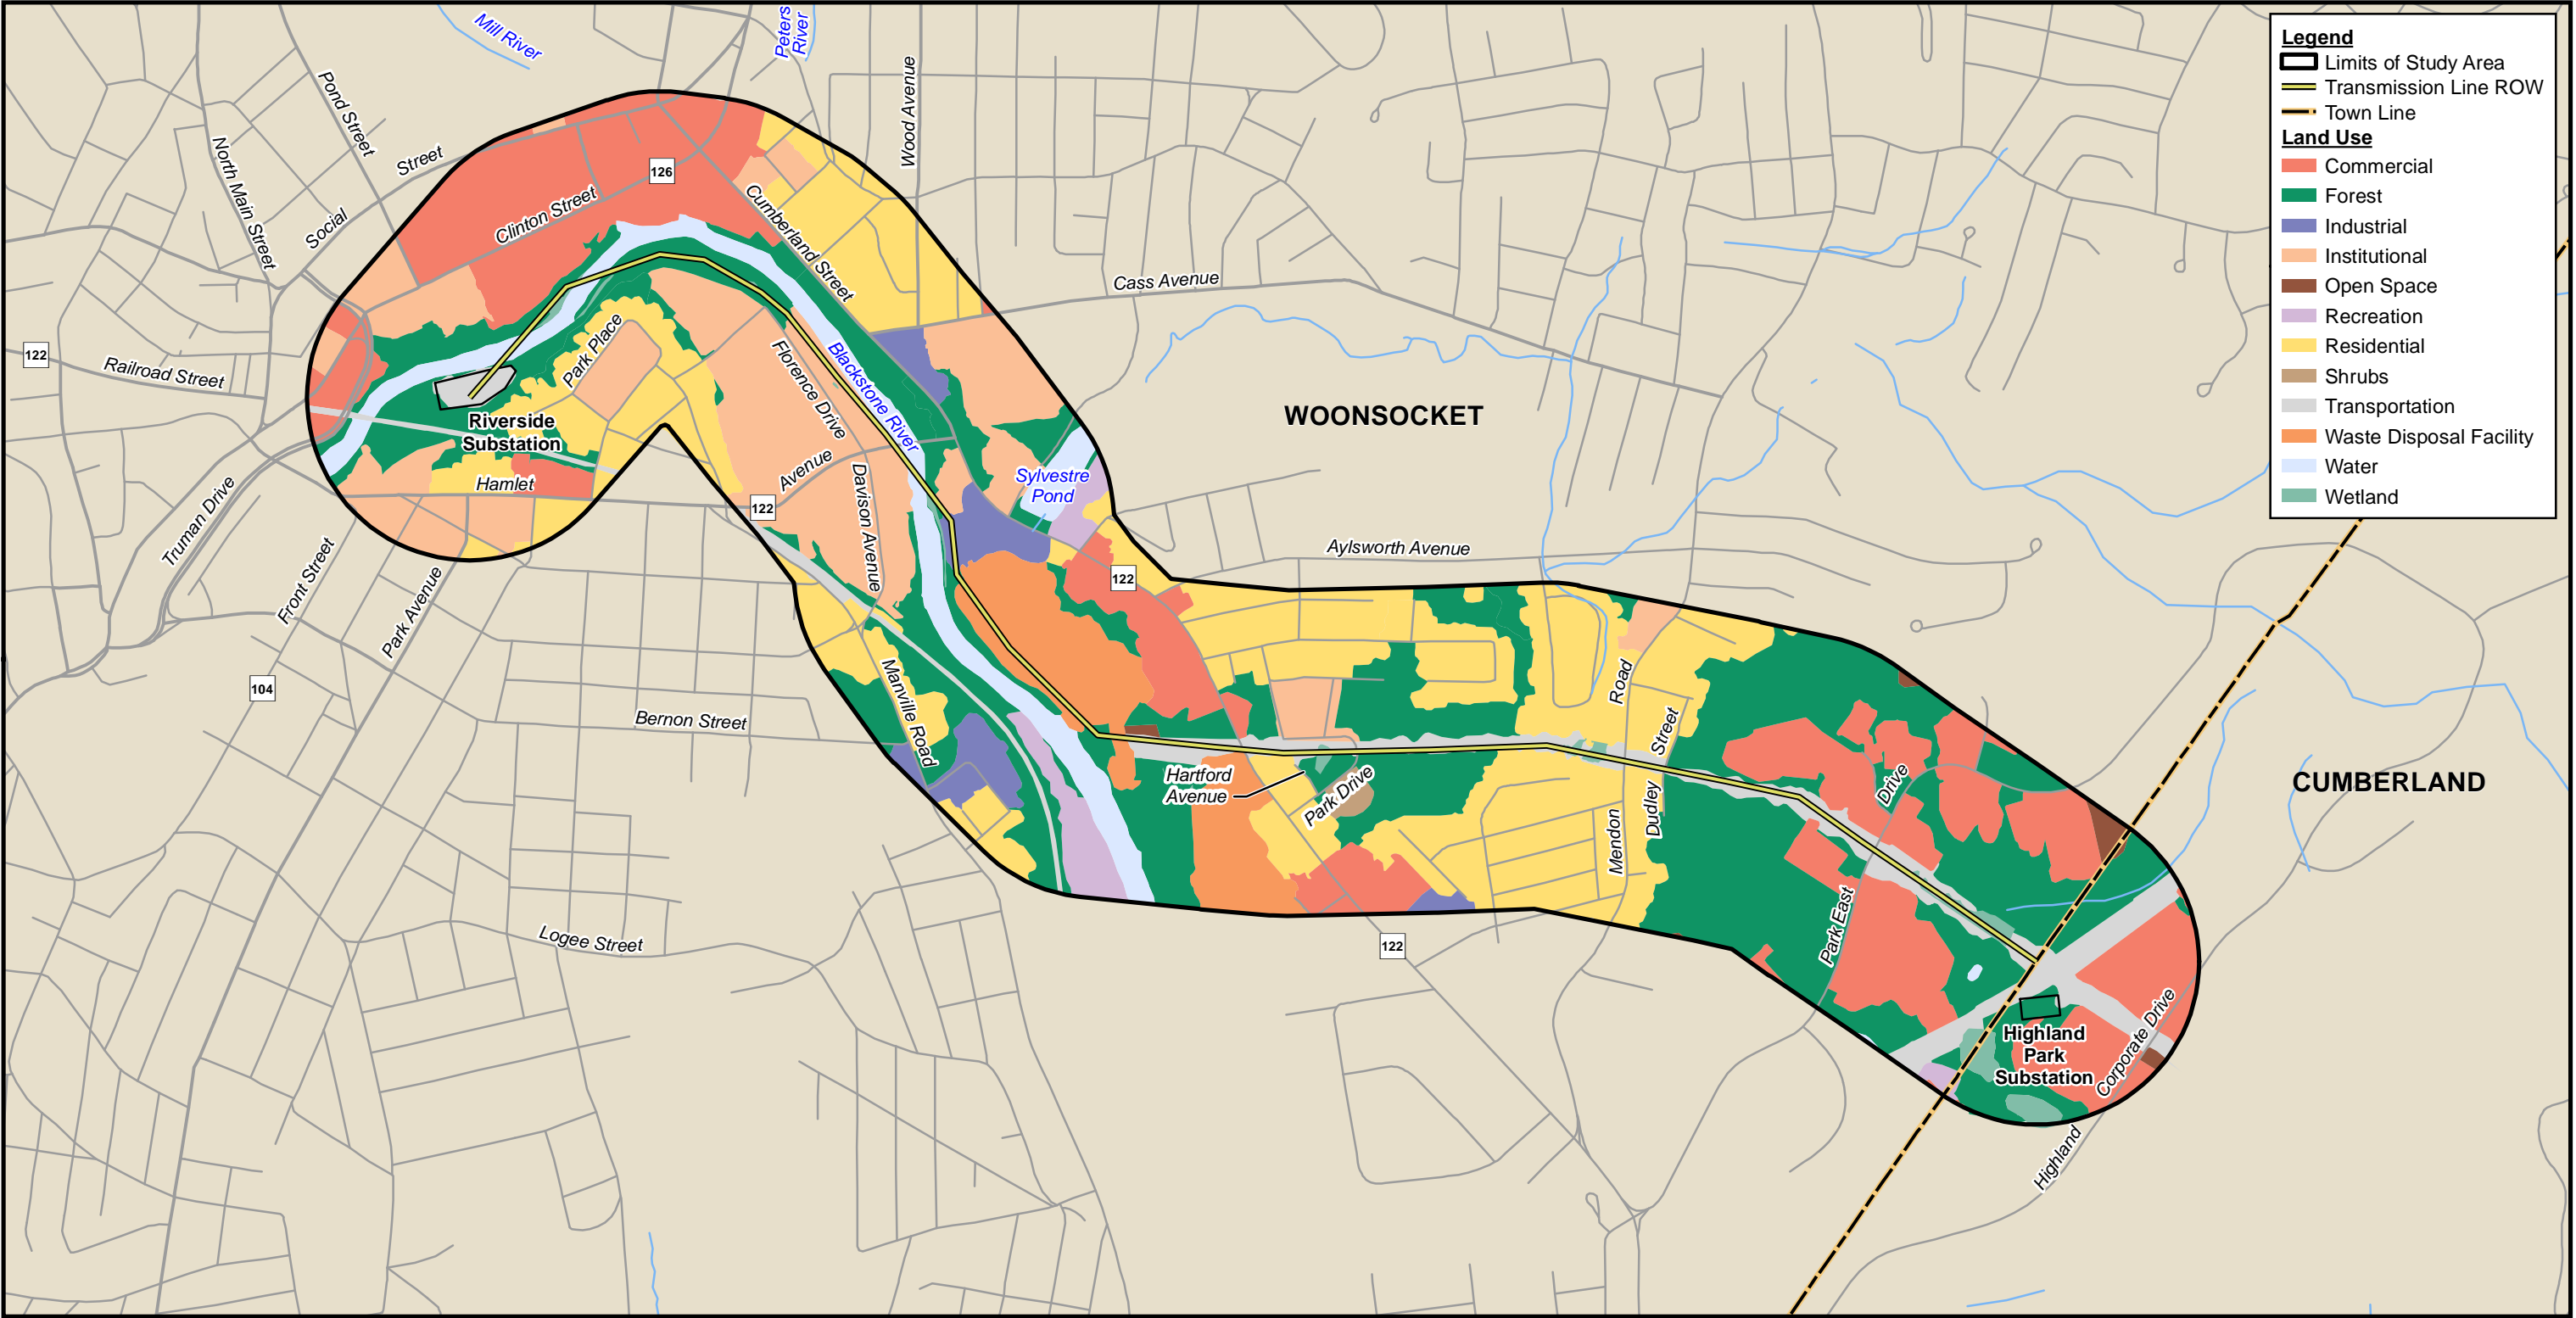 Mill River
Peters
River
Pond Street
North Main Street
Street
Social
Clinton Street
126
Cumberland Street
Wood Avenue
Cass Avenue
122
Railroad Street
Park Place
Florence Drive
Blackstone River
Riverside
Substation
Hamlet
Avenue
122
Davison Avenue
Sylvestre
Pond
WOONSOCKET
Truman Drive
Front Street
Park Avenue
104
Aylsworth Avenue
122
Bernon Street
Manville Road
Road
Street
Hartford
Avenue
Park Drive
Mendon
Dudley
Drive
CUMBERLAND
Logee Street
122
Park East
Highland
Park
Substation
Corporate Drive
Highland
Legend
Limits of Study Area
Transmission Line ROW
Town Line
Land Use
Commercial
Forest
Industrial
Institutional
Open Space
Recreation
Residential
Shrubs
Transportation
Waste Disposal Facility
Water
Wetland